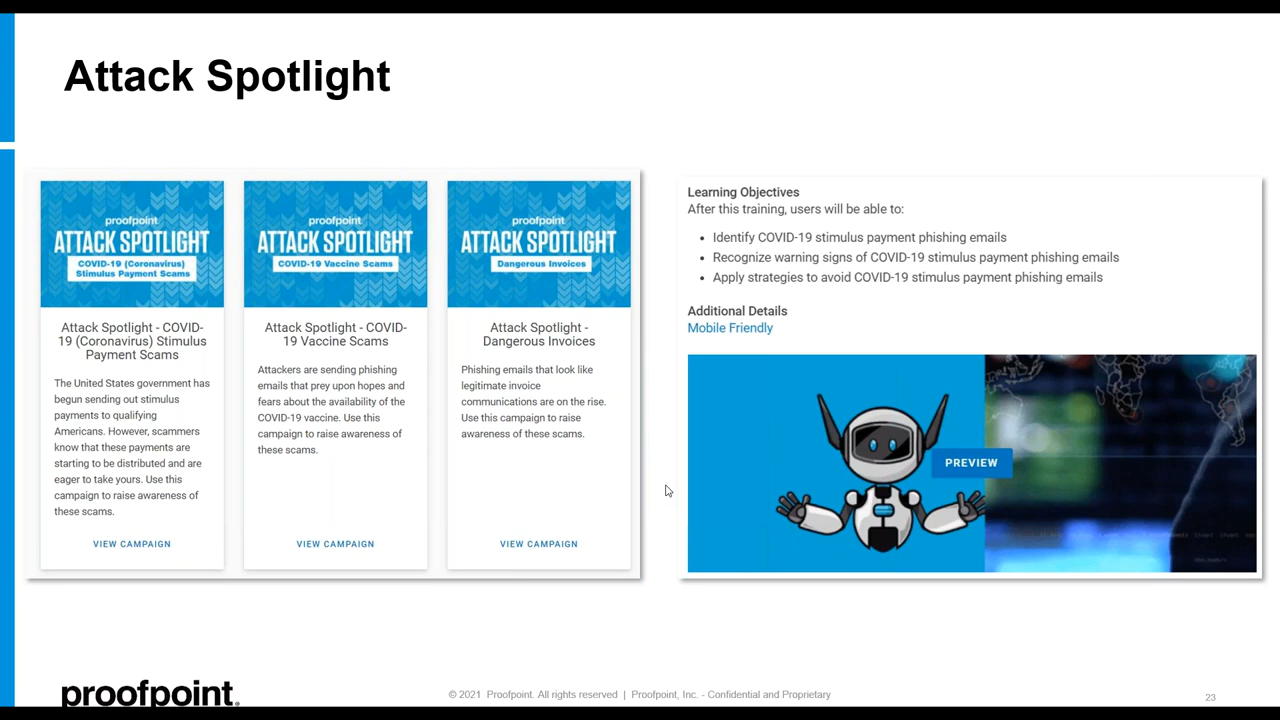 Attack Spotlight
proofpoint
ATTACK SPOTLIGHT
COVID-19 (Coronavirus)
Stimulus Payment Scams
Attack Spotlight - COVID-
19 (Coronavirus) Stimulus
Payment Scams
The United States government has
begun sending out stimulus
payments to qualifying
Americans. However, scammers
know that these payments are
starting to be distributed and are
eager to take yours. Use this
campaign to raise awareness of
these scams.
VIEW CAMPAIGN
proofpoint
ATTACK SPOTLIGHT
COVID-19 Vaccine Scams
Attack Spotlight - COVID-
19 Vaccine Scams
Attackers are sending phishing
emails that prey upon hopes and
fears about the availability of the
COVID-19 vaccine. Use this
campaign to raise awareness of
these scams.
VIEW CAMPAIGN
proofpoint
ATTACK SPOTLIGHT
Dangerous Invoices
Attack Spotlight -
Dangerous Invoices
Phishing emails that look like
legitimate invoice
communications are on the rise.
Use this campaign to raise
awareness of these scams.
VIEW CAMPAIGN
Learning Objectives
After this training, users will be able to:
• Identify COVID-19 stimulus payment phishing emails
• Recognize warning signs of COVID-19 stimulus payment phishing emails
• Apply strategies to avoid COVID-19 stimulus payment phishing emails
Additional Details
Mobile Friendly
PREVIEW
proofpoint.
© 2021 Proofpoint. All rights reserved | Proofpoint, Inc. - Confidential and Proprietary
23